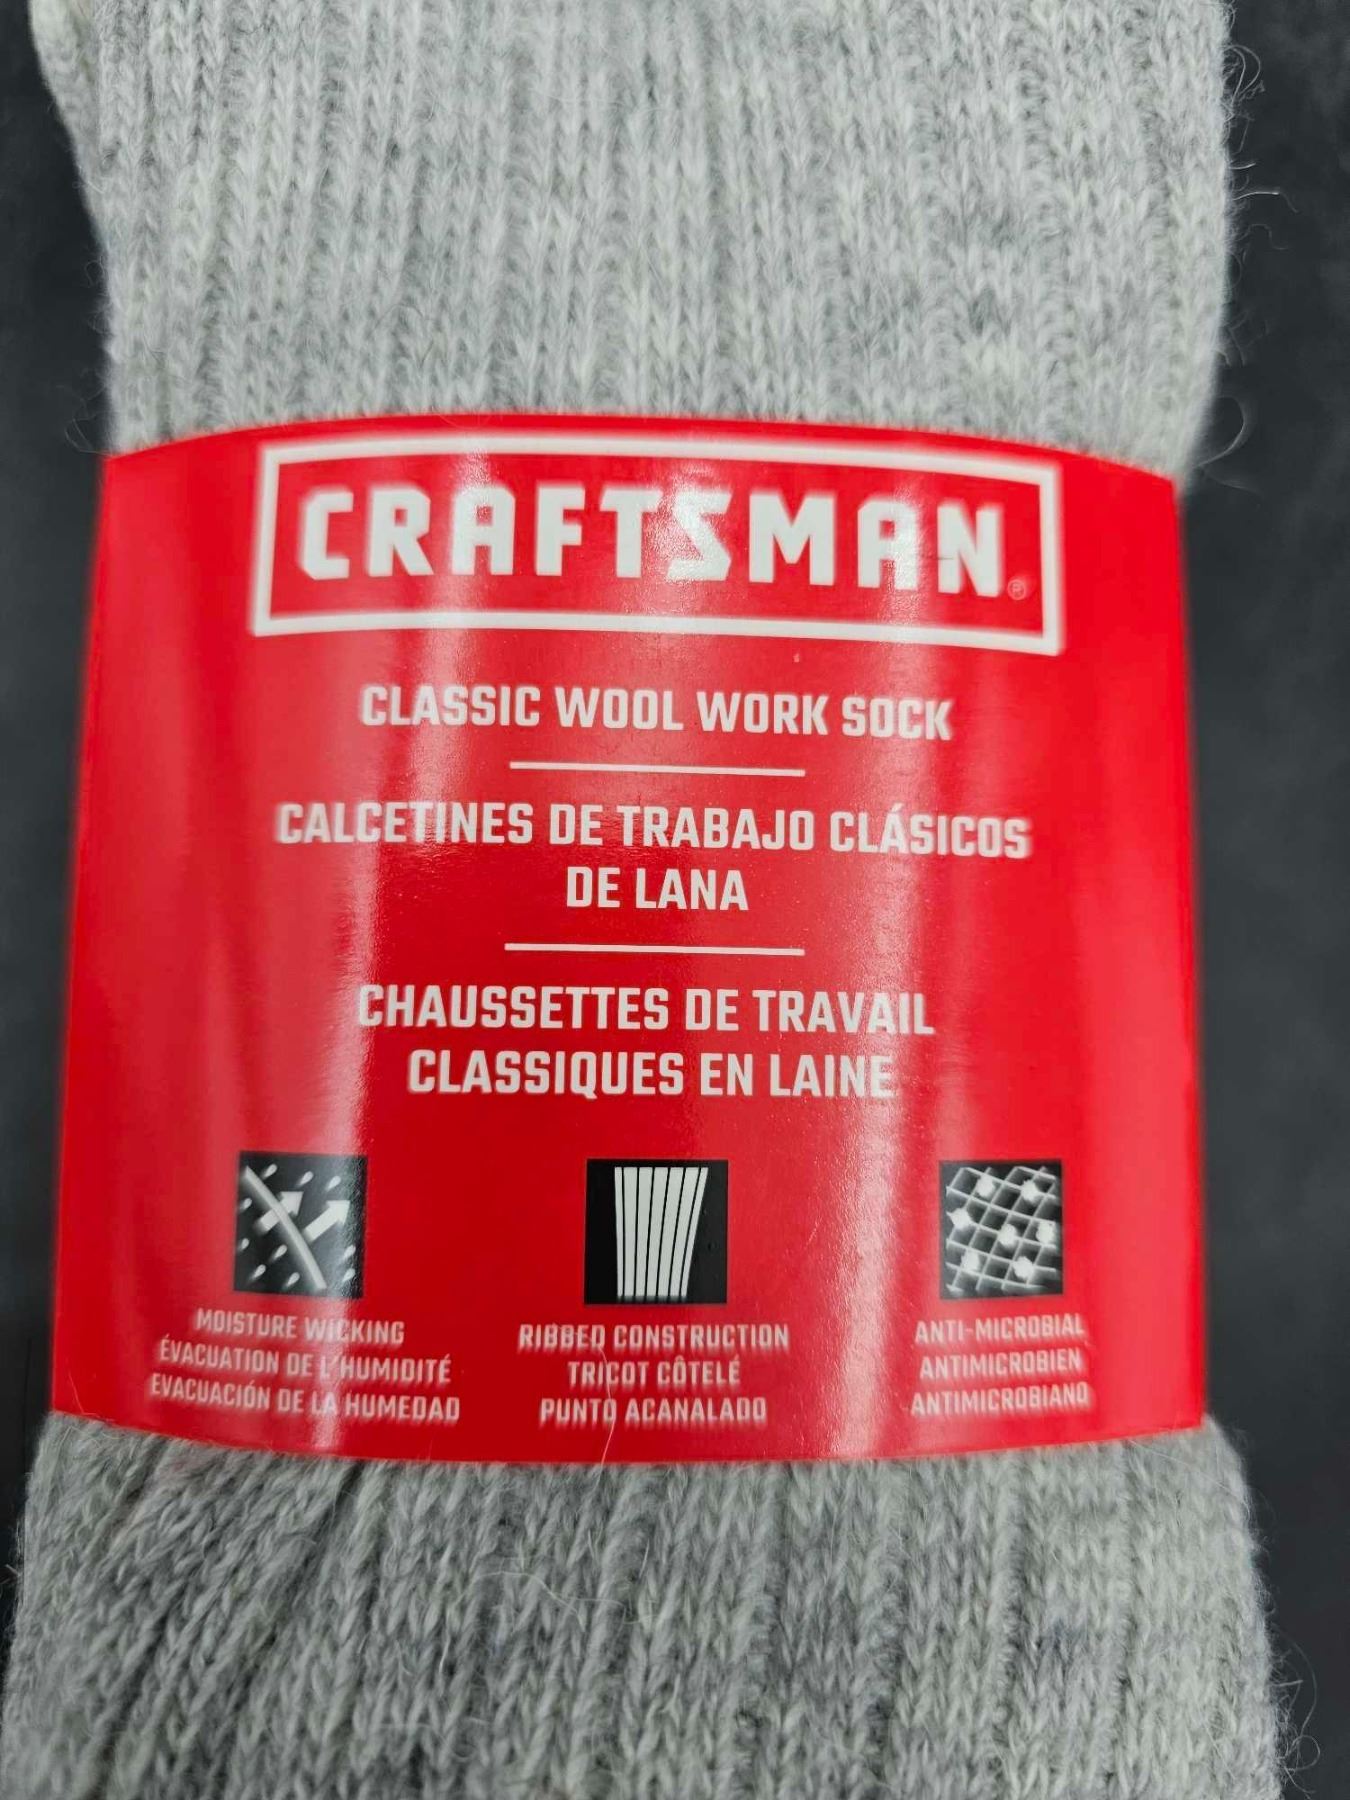 CRAFTSMAN®
CLASSIC WOOL WORK SOCK
CALCETINES DE TRABAJO CLÁSICOS
DE LANA
CHAUSSETTES DE TRAVAIL
CLASSIQUES EN LAINE
MOISTURE WICKING
ÉVACUATION DE L'HUMIDITÉ
EVACUACIÓN DE LA HUMEDAD
RIBBED CONSTRUCTION
TRICOT CÔTELÉ
PUNTO ACANALADO
ANTI-MICROBIAL
ANTIMICROBIEN
ANTIMICROBIANO